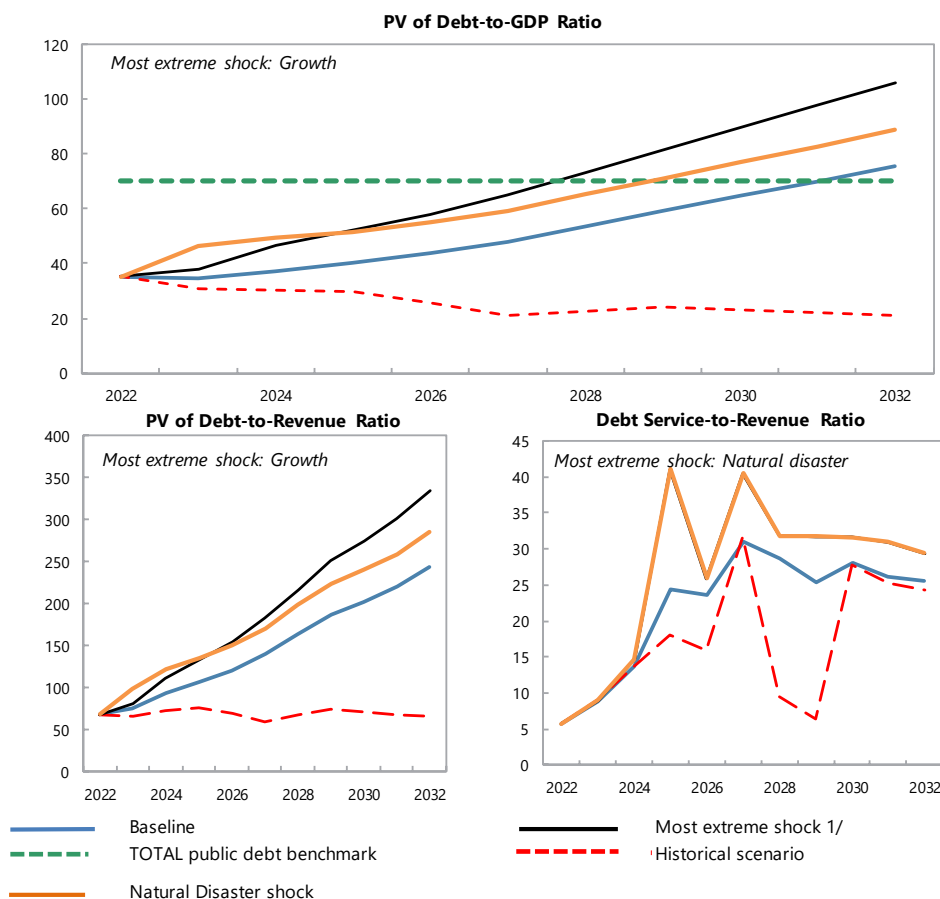 PV of Debt-to-GDP Ratio
Most extreme shock: Growth
120
100
80
60
40
20
0
2022 2024 2026 2028 2030 2032
PV of Debt-to-Revenue Ratio
Most extreme shock: Growth
400
350
300
250
200
150
100
50
0
2022 2024 2026 2028 2030 2032
Debt Service-to-Revenue Ratio
Most extreme shock: Natural disaster
45
40
35
30
25
20
15
10
5
0
2022 2024 2026 2028 2030 2032
Baseline
TOTAL public debt benchmark
Natural Disaster shock
Most extreme shock 1/
Historical scenario